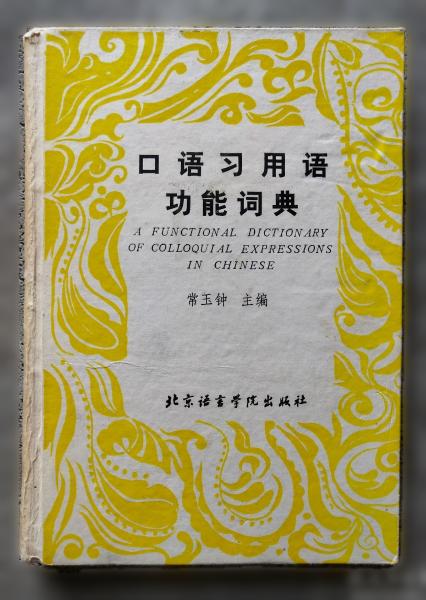 口语习用语
功能词典
A FUNCTIONAL DICTIONARY
OF COLLOQUIAL EXPRESSIONS
IN CHINESE
常玉钟 主编
北京语言学院出版社